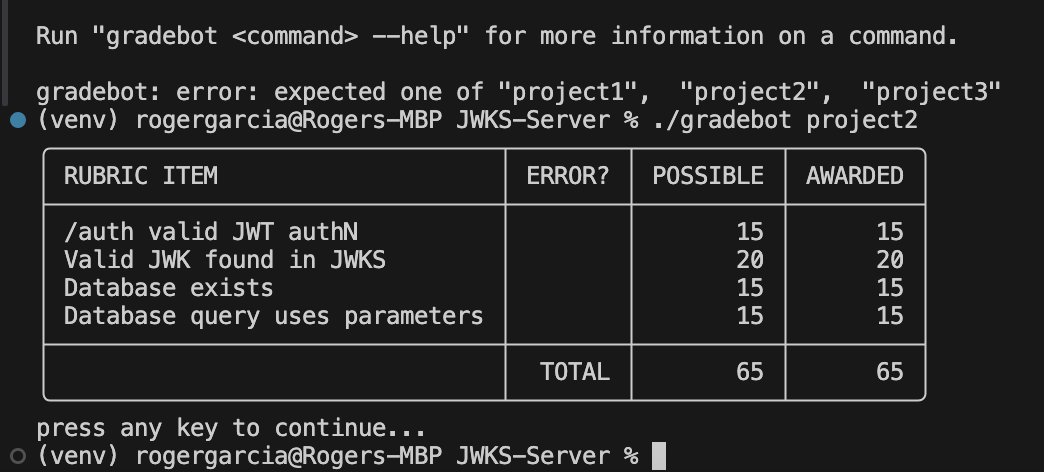 Run "gradebot <command> --help" for more information on a command.
gradebot: error: expected one of "project1",  "project2",  "project3"
(venv) rogergarcia@Rogers-MBP JWKS-Server % ./gradebot project2
RUBRIC ITEM ERROR? POSSIBLE AWARDED
/auth valid JWT authN 15 15
Valid JWK found in JWKS 20 20
Database exists 15 15
Database query uses parameters 15 15
TOTAL 65 65
press any key to continue...
(venv) rogergarcia@Rogers-MBP JWKS-Server %